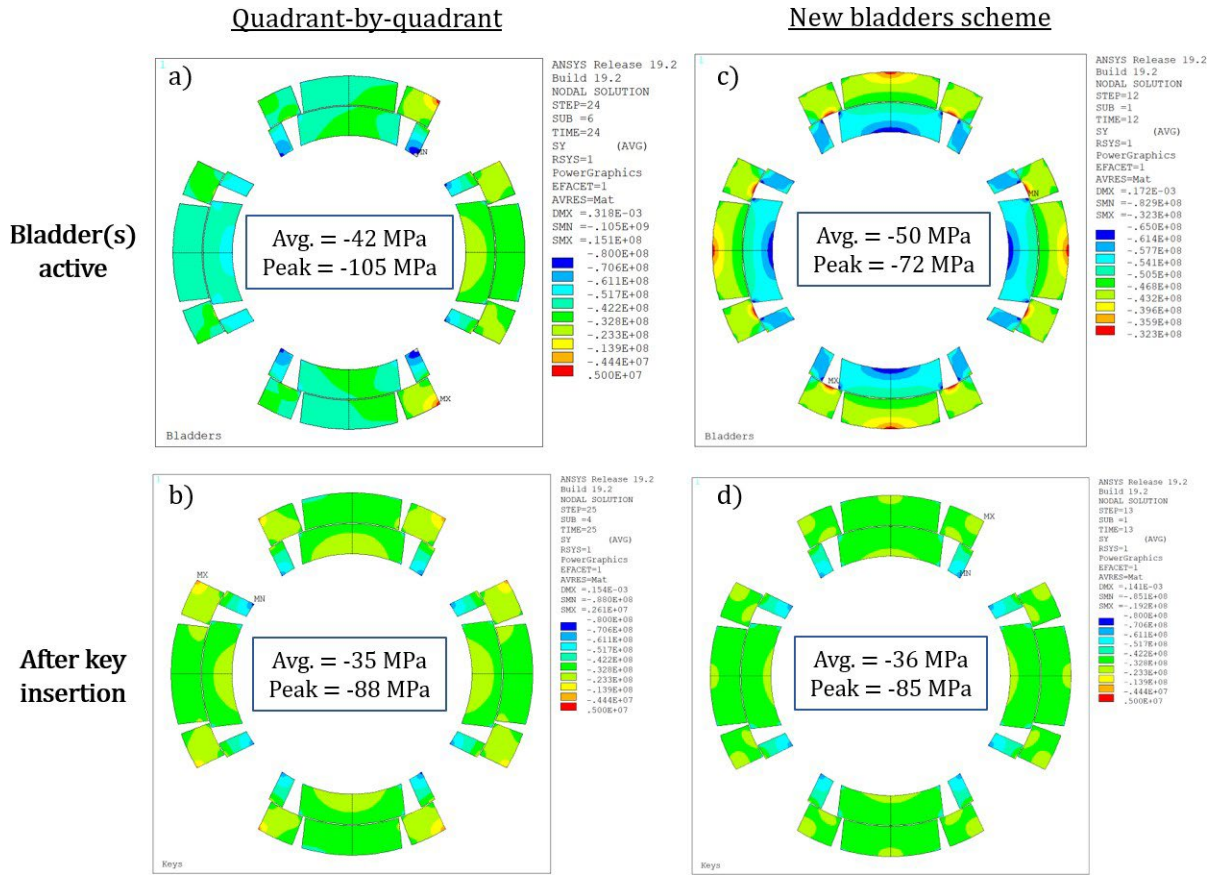 Quadrant-by-quadrant
New bladders scheme
Bladder(s)
active
1
a)
ANSYS Release 19.2
Build 19.2
NODAL SOLUTION
STEP=24
SUB =6
TIME=24
SY (AVG)
RSYS=1
PowerGraphics
EFACET=1
AVRES=Mat
DMX =.318E-03
SMN =-.105E+09
SMX =.151E+08
-.800E+08
-.706E+08
-.611E+08
-.517E+08
-.422E+08
-.328E+08
-.233E+08
-.139E+08
-.444E+07
.500E+07
MN
Avg. = -42 MPa
Peak = -105 MPa
MX
Bladders
1
c)
ANSYS Release 19.2
Build 19.2
NODAL SOLUTION
STEP=12
SUB =1
TIME=12
SY (AVG)
RSYS=1
PowerGraphics
EFACET=1
AVRES=Mat
DMX =.172E-03
SMN =-.829E+08
SMX =-.323E+08
-.650E+08
-.614E+08
-.577E+08
-.541E+08
-.505E+08
-.468E+08
-.432E+08
-.396E+08
-.359E+08
-.323E+08
MN
Avg. = -50 MPa
Peak = -72 MPa
MX
Bladders
After key
insertion
1
b)
ANSYS Release 19.2
Build 19.2
NODAL SOLUTION
STEP=25
SUB =4
TIME=25
SY (AVG)
RSYS=1
PowerGraphics
EFACET=1
AVRES=Mat
DMX =.154E-03
SMN =-.880E+08
SMX =.261E+07
-.800E+08
-.706E+08
-.611E+08
-.517E+08
-.422E+08
-.328E+08
-.233E+08
-.139E+08
-.444E+07
.500E+07
MX
MN
Avg. = -35 MPa
Peak = -88 MPa
Keys
1
d)
ANSYS Release 19.2
Build 19.2
NODAL SOLUTION
STEP=13
SUB =1
TIME=13
SY (AVG)
RSYS=1
PowerGraphics
EFACET=1
AVRES=Mat
DMX =.141E-03
SMN =-.851E+08
SMX =-.192E+08
-.800E+08
-.706E+08
-.611E+08
-.517E+08
-.422E+08
-.328E+08
-.233E+08
-.139E+08
-.444E+07
.500E+07
MX
MN
Avg. = -36 MPa
Peak = -85 MPa
Keys